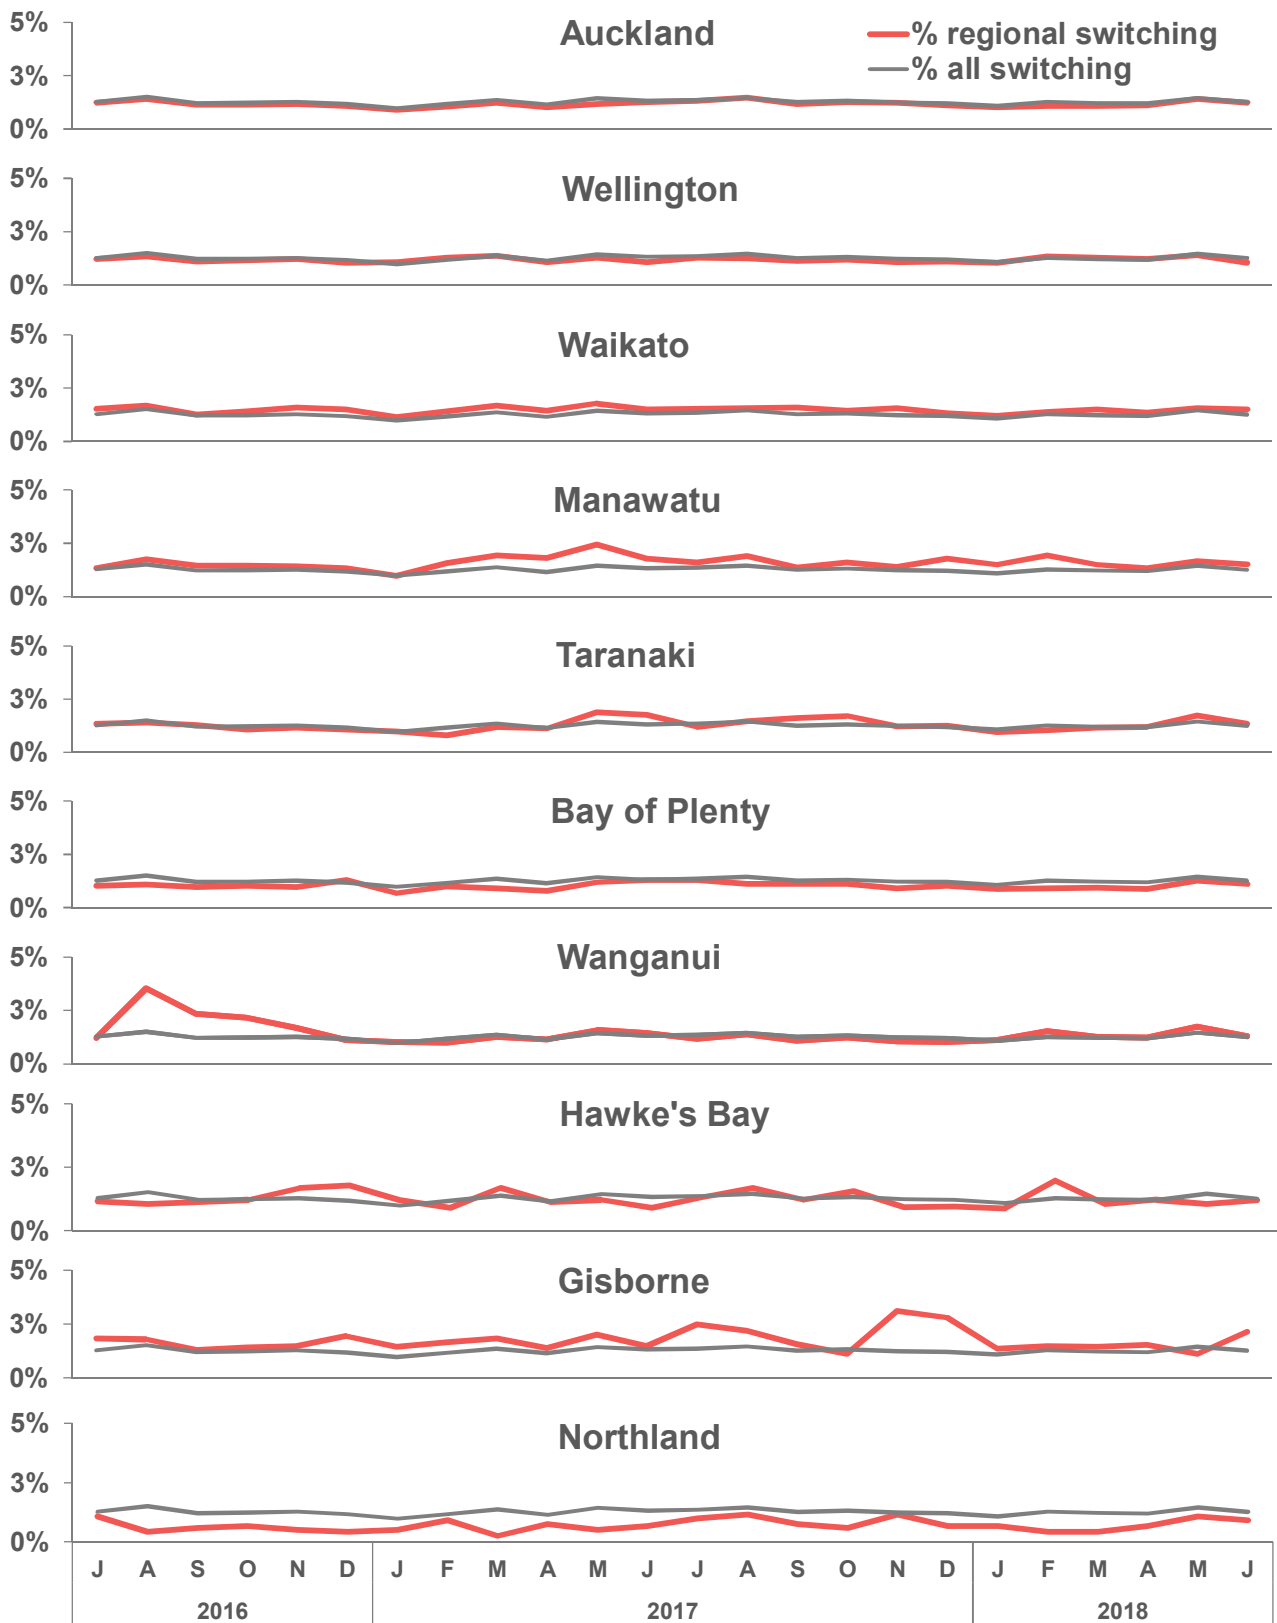 Auckland
% regional switching
% all switching
5%
3%
0%
Wellington
5%
3%
0%
Waikato
5%
3%
0%
Manawatu
5%
3%
0%
Taranaki
5%
3%
0%
Bay of Plenty
5%
3%
0%
Wanganui
5%
3%
0%
Hawke's Bay
5%
3%
0%
Gisborne
5%
3%
0%
Northland
5%
3%
0%
J A S O N D J F M A M J J A S O N D J F M A M J
2016 2017 2018